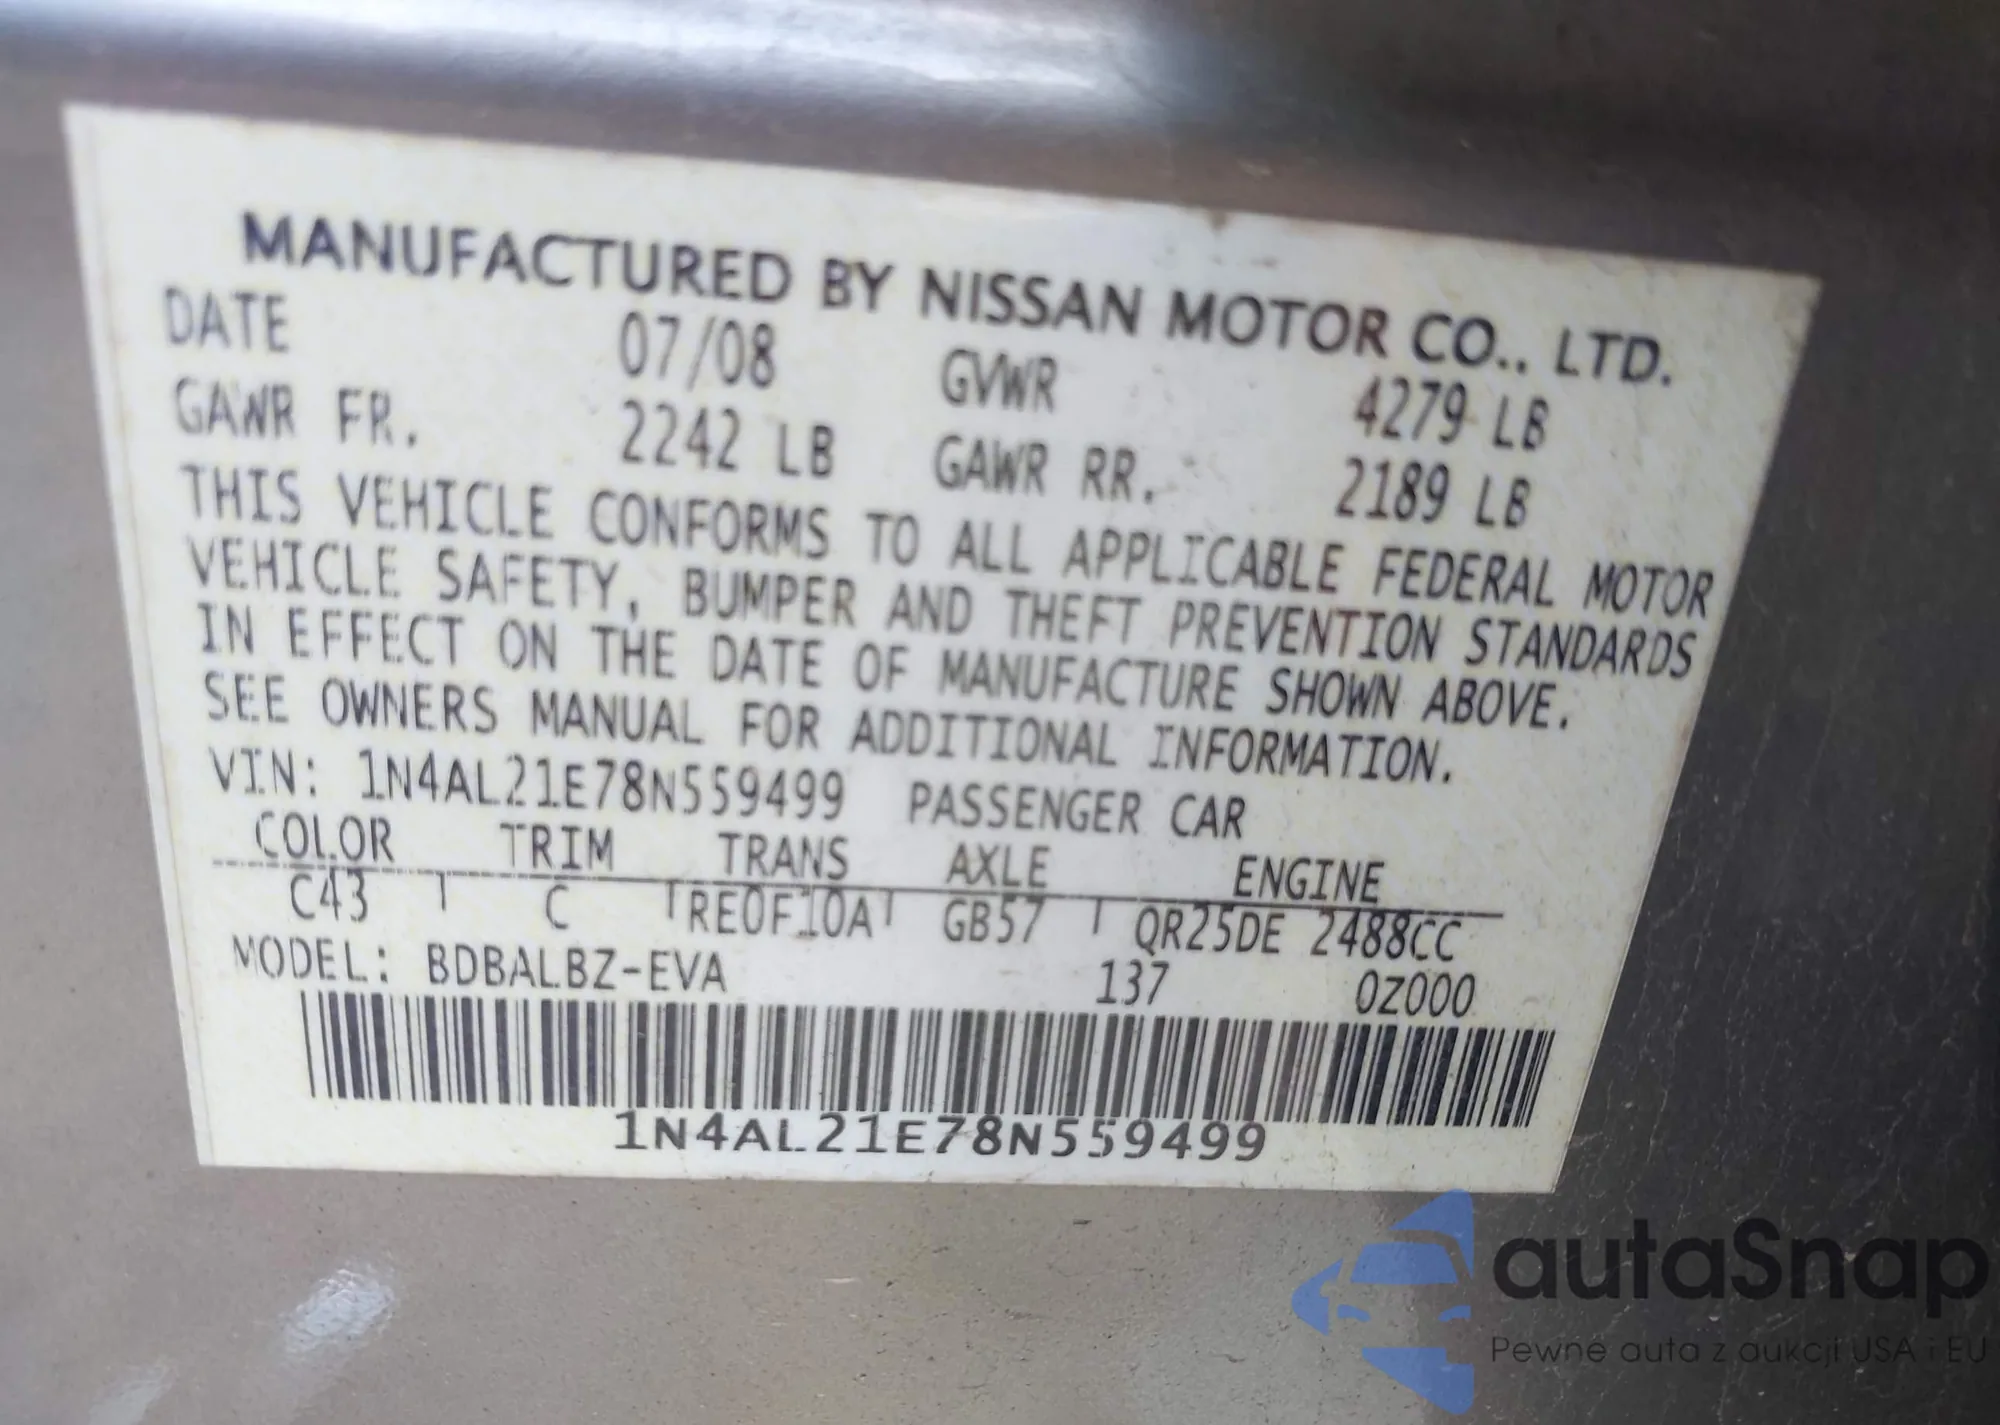 MANUFACTURED BY NISSAN MOTOR CO., LTD.
DATE 07/08 GVWR 4279 LB
GAWR FR. 2242 LB GAWR RR. 2189 LB
THIS VEHICLE CONFORMS TO ALL APPLICABLE FEDERAL MOTOR
VEHICLE SAFETY, BUMPER AND THEFT PREVENTION STANDARDS
IN EFFECT ON THE DATE OF MANUFACTURE SHOWN ABOVE.
SEE OWNERS MANUAL FOR ADDITIONAL INFORMATION.
VIN: 1N4AL21E78N559499 PASSENGER CAR
COLOR TRIM TRANS AXLE ENGINE
C43 C RE0F10A GB57 QR25DE 2488CC
MODEL: BDBALBZ-EVA 137 0Z000
1N4AL21E78N559499
autaSnap
Pewne auta z aukcji USA i EU